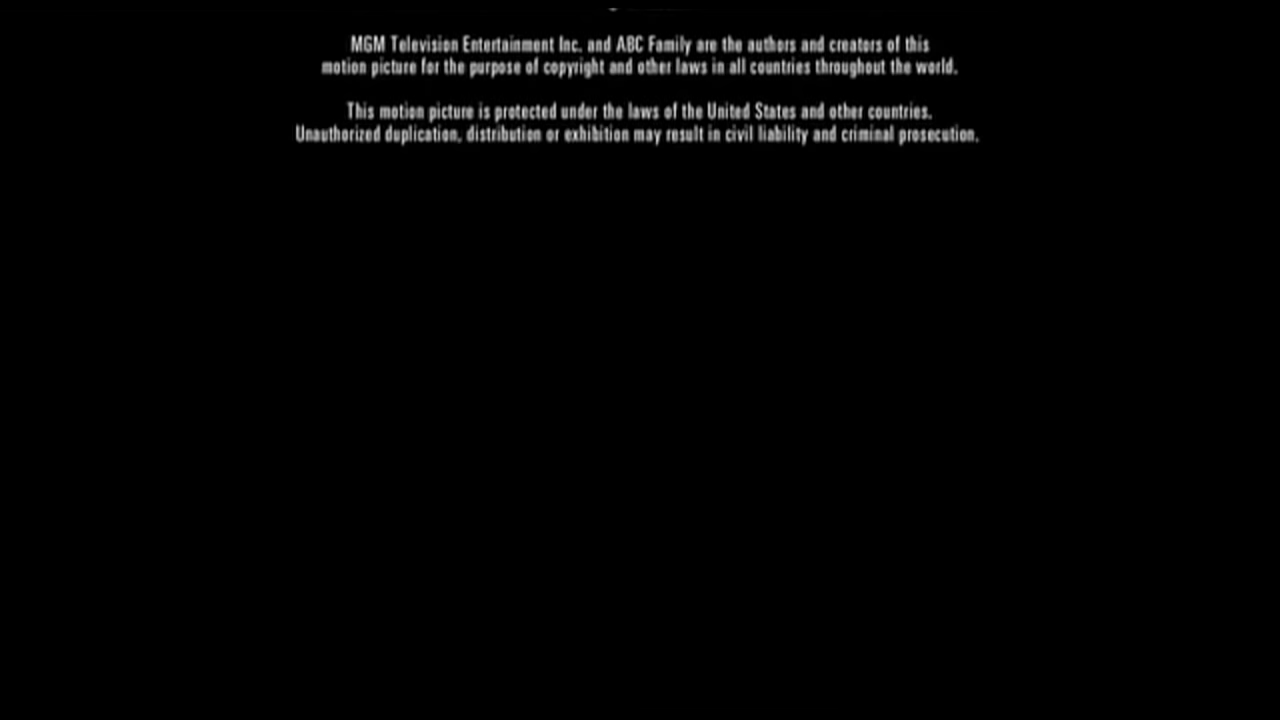 MGM Television Entertainment Inc. and ABC Family are the authors and creators of this
motion picture for the purpose of copyright and other laws in all countries throughout the world.
This motion picture is protected under the laws of the United States and other countries.
Unauthorized duplication, distribution or exhibition may result in civil liability and criminal prosecution.